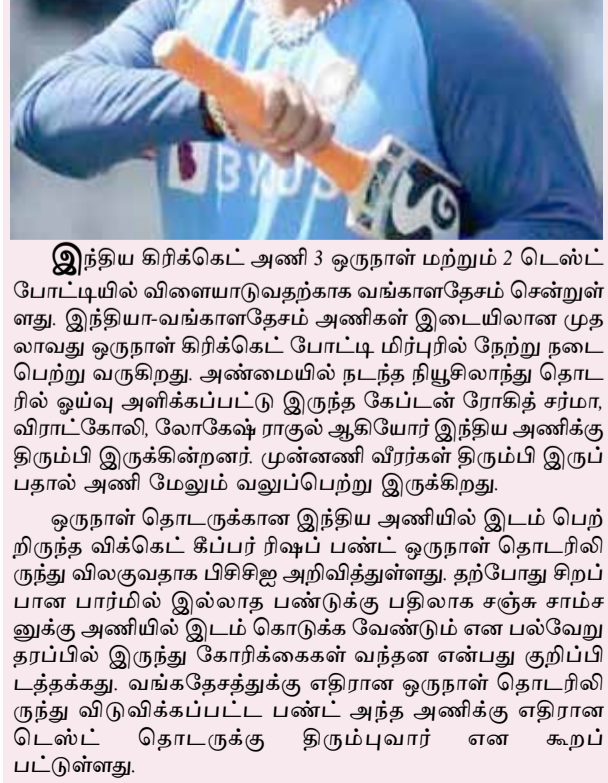 BYJU'S
இந்திய கிரிக்கெட் அணி 3 ஒருநாள் மற்றும் 2 டெஸ்ட்
போட்டியில் விளையாடுவதற்காக வங்காளதேசம் சென்றுள்
ளது. இந்தியா-வங்காளதேசம் அணிகள் இடையிலான முத
லாவது ஒருநாள் கிரிக்கெட் போட்டி மிர்புரில் நேற்று நடை
பெற்று வருகிறது. அண்மையில் நடந்த நியூசிலாந்து தொட
ரில் ஓய்வு அளிக்கப்பட்டு இருந்த கேப்டன் ரோகித் சர்மா,
விராட்கோலி, லோகேஷ் ராகுல் ஆகியோர் இந்திய அணிக்கு
திரும்பி இருக்கின்றனர். முன்னணி வீரர்கள் திரும்பி இருப்
பதால் அணி மேலும் வலுப்பெற்று இருக்கிறது.
ஒருநாள் தொடருக்கான இந்திய அணியில் இடம் பெற்
றிருந்த விக்கெட் கீப்பர் ரிஷப் பண்ட் ஒருநாள் தொடரிலி
ருந்து விலகுவதாக பிசிசிஐ அறிவித்துள்ளது. தற்போது சிறப்
பான பார்மில் இல்லாத பண்டுக்கு பதிலாக சஞ்சு சாம்ச
னுக்கு அணியில் இடம் கொடுக்க வேண்டும் என பல்வேறு
தரப்பில் இருந்து கோரிக்கைகள் வந்தன என்பது குறிப்பி
டத்தக்கது. வங்கதேசத்துக்கு எதிரான ஒருநாள் தொடரிலி
ருந்து விடுவிக்கப்பட்ட பண்ட் அந்த அணிக்கு எதிரான
டெஸ்ட் தொடருக்கு திரும்புவார் என கூறப்
பட்டுள்ளது.